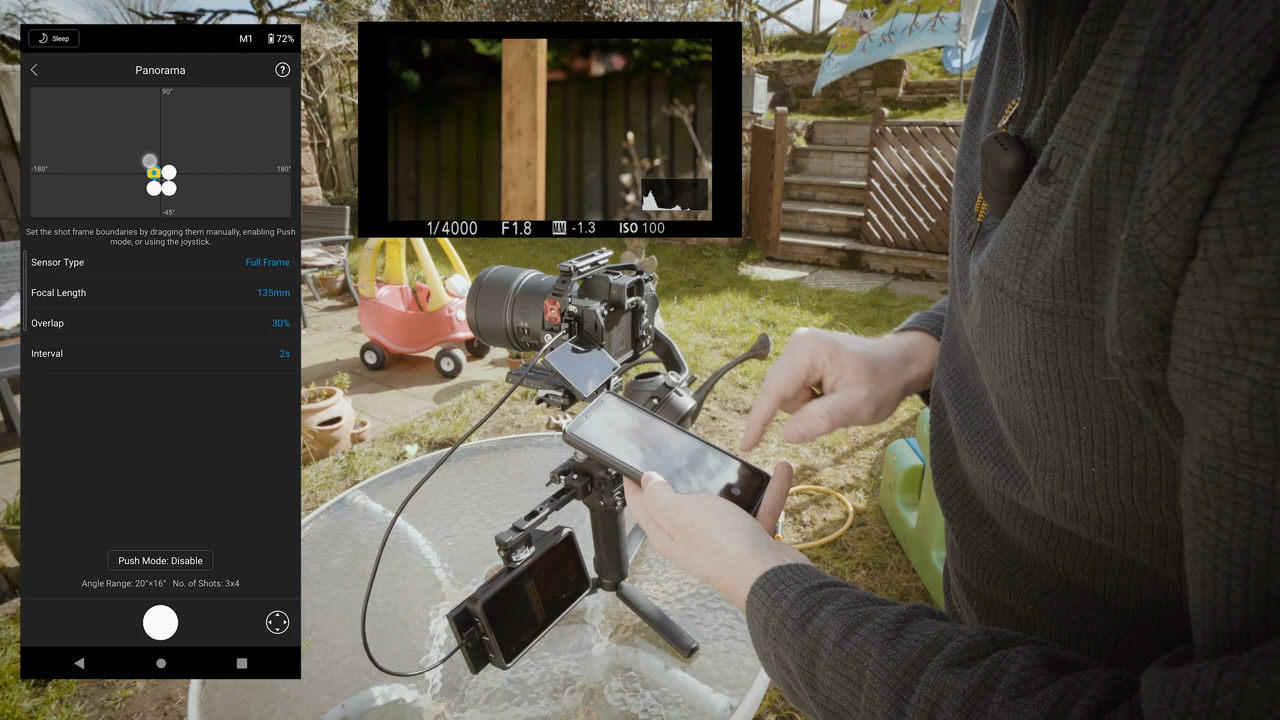 Sleep
M1 72%
Panorama
?
90°
-180° 180°
-45°
Set the shot frame boundaries by dragging them manually, enabling Push
mode, or using the joystick.
Sensor Type Full Frame
Focal Length 135mm
Overlap 30%
Interval 2s
Push Mode: Disable
Angle Range: 20°×16° No. of Shots: 3x4
1/4000 F1.8 MM -1.3 ISO 100